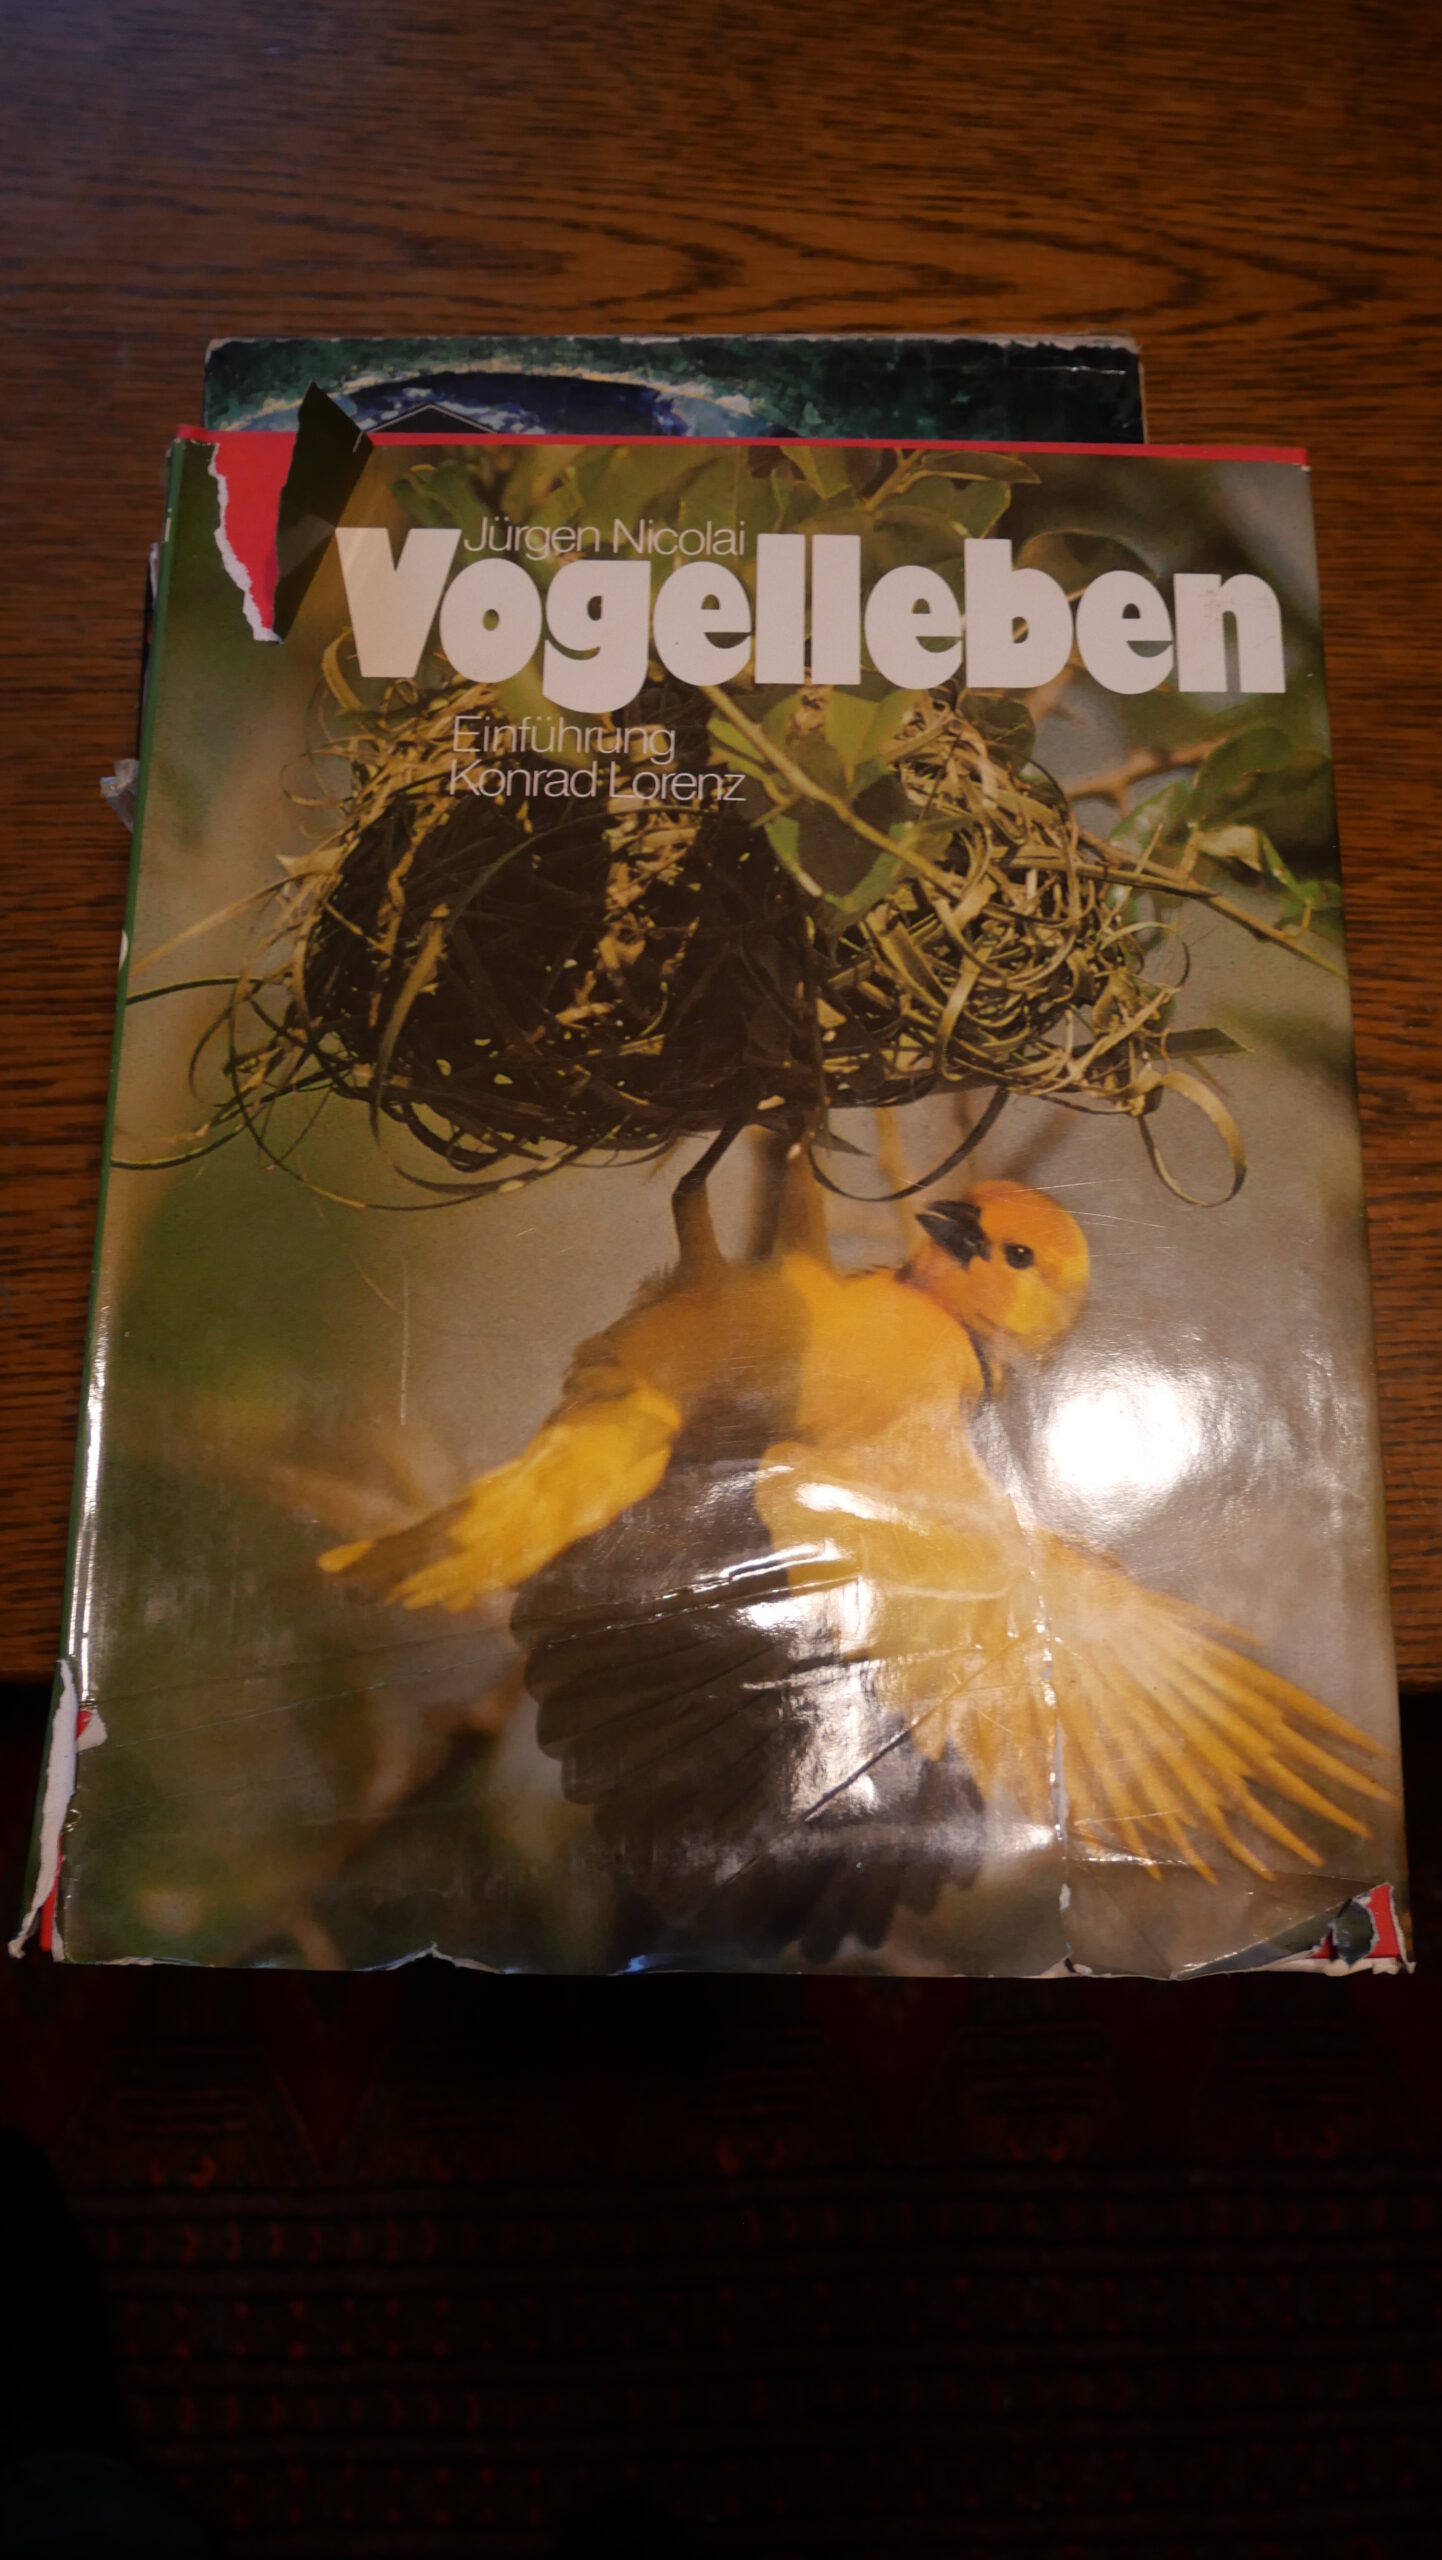 Jürgen Nicolai
Vogelleben
Einführung
Konrad Lorenz